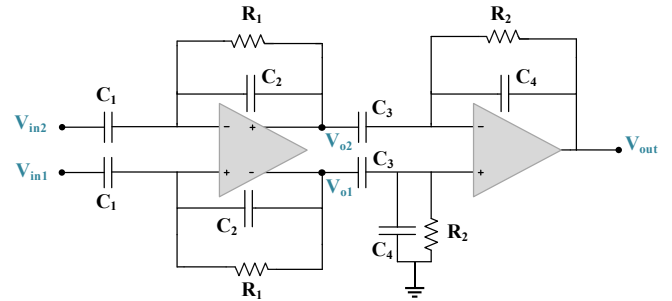 R1 R2
C2 C4
C1 C3
Vin2 − + Vo2 −
Vin1 + − Vo1 C3 + Vout
C1 C2
C4 R2
R1